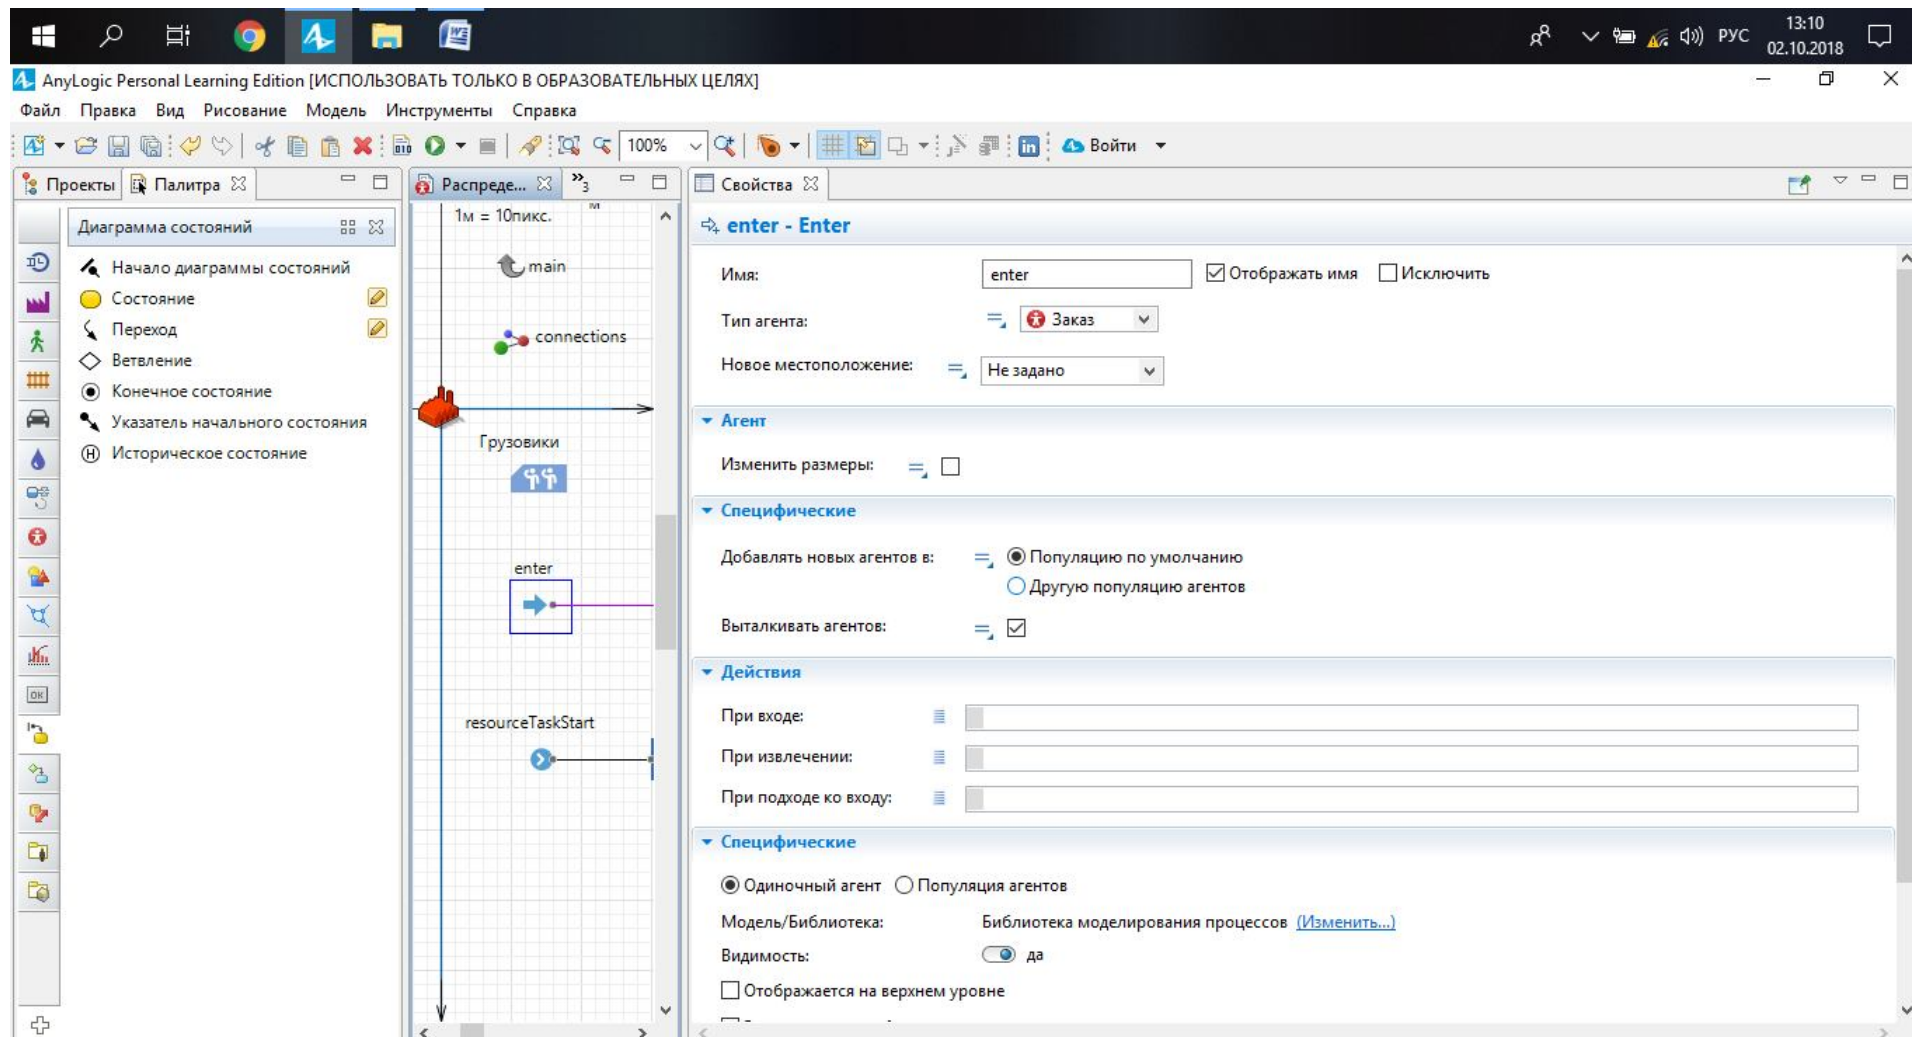 РУС
13:10
02.10.2018
AnyLogic Personal Learning Edition [ИСПОЛЬЗОВАТЬ ТОЛЬКО В ОБРАЗОВАТЕЛЬНЫХ ЦЕЛЯХ]
Файл Правка Вид Рисование Модель Инструменты Справка
100% in Войти
Проекты Палитра
Диаграмма состояний
Начало диаграммы состояний
Состояние
Переход
Ветвление
Конечное состояние
Указатель начального состояния
Историческое состояние
OK
Распреде... »3
1м = 10пикс.
main
connections
Грузовики
enter
resourceTaskStart
Свойства
enter - Enter
Имя: enter Отображать имя Исключить
Тип агента: Заказ
Новое местоположение: Не задано
Агент
Изменить размеры:
Специфические
Добавлять новых агентов в: Популяцию по умолчанию
Другую популяцию агентов
Выталкивать агентов:
Действия
При входе:
При извлечении:
При подходе ко входу:
Специфические
Одиночный агент Популяция агентов
Модель/Библиотека: Библиотека моделирования процессов (Изменить...)
Видимость: да
Отображается на верхнем уровне